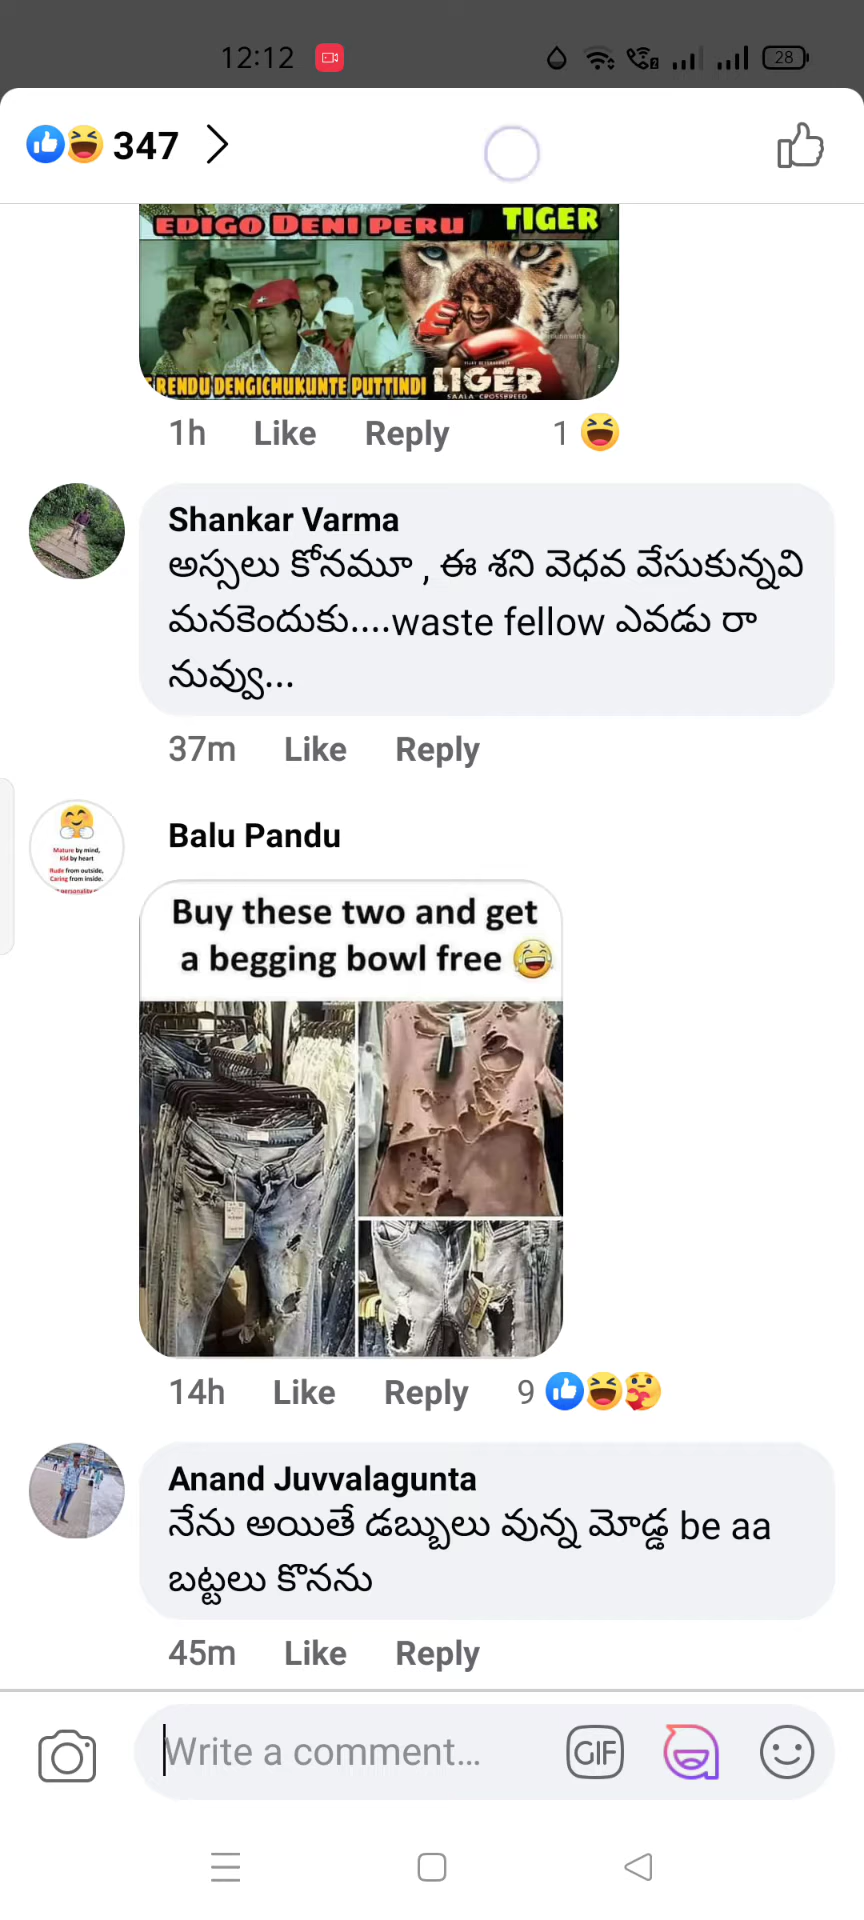 12:12
28
347
EDIGO DENI PERU TIGER
RENDU DENGICHUKUNTE PUTTINDI LIGER
SAALA CROSSBREED
1h Like Reply 1
Shankar Varma
అస్సలు కోనమూ , ఈ శని వెధవ వేసుకున్నవి
మనకెందుకు....waste fellow ఎవడు రా
నువ్వు...
37m Like Reply
Mature by mind,
Kid by heart
Rude from outside,
Caring from inside.
Balu Pandu
Buy these two and get
a begging bowl free
14h Like Reply 9
Anand Juvvalagunta
నేను అయితే డబ్బులు వున్న మోడ్డ be aa
బట్టలు కొనను
45m Like Reply
Write a comment...
GIF